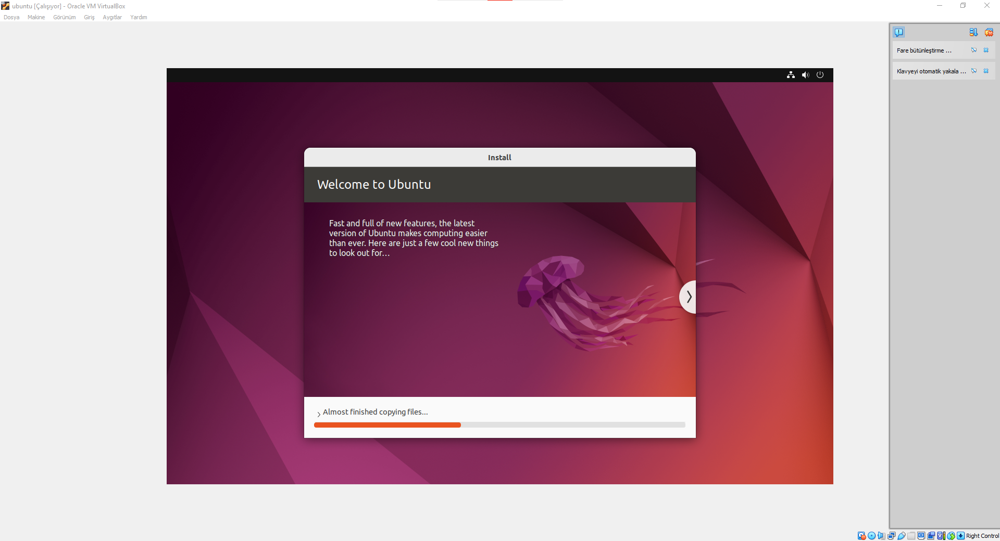 ubuntu [Çalışıyor] - Oracle VM VirtualBox
Dosya Makine Görünüm Giriş Aygıtlar Yardım
Fare bütünleştirme ...
Klavyeyi otomatik yakala ...
Install
Welcome to Ubuntu
Fast and full of new features, the latest
version of Ubuntu makes computing easier
than ever. Here are just a few cool new things
to look out for…
Almost finished copying files...
Right Control